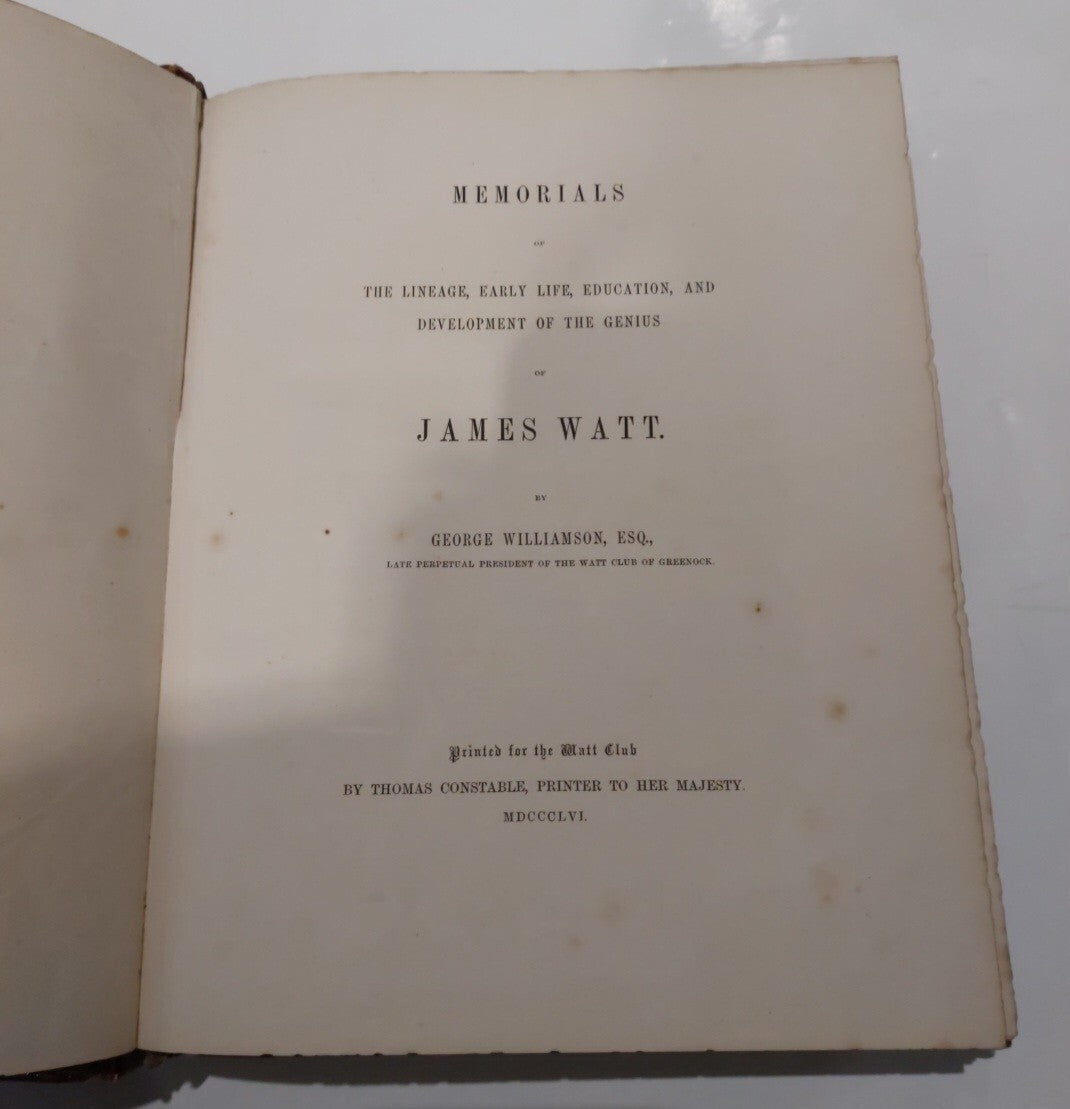 MEMORIALS
OF
THE LINEAGE, EARLY LIFE, EDUCATION, AND
DEVELOPMENT OF THE GENIUS
OF
JAMES WATT.
BY
GEORGE WILLIAMSON, ESQ.,
LATE PERPETUAL PRESIDENT OF THE WATT CLUB OF GREENOCK.
Printed for the Watt Club
BY THOMAS CONSTABLE, PRINTER TO HER MAJESTY.
MDCCCLVI.